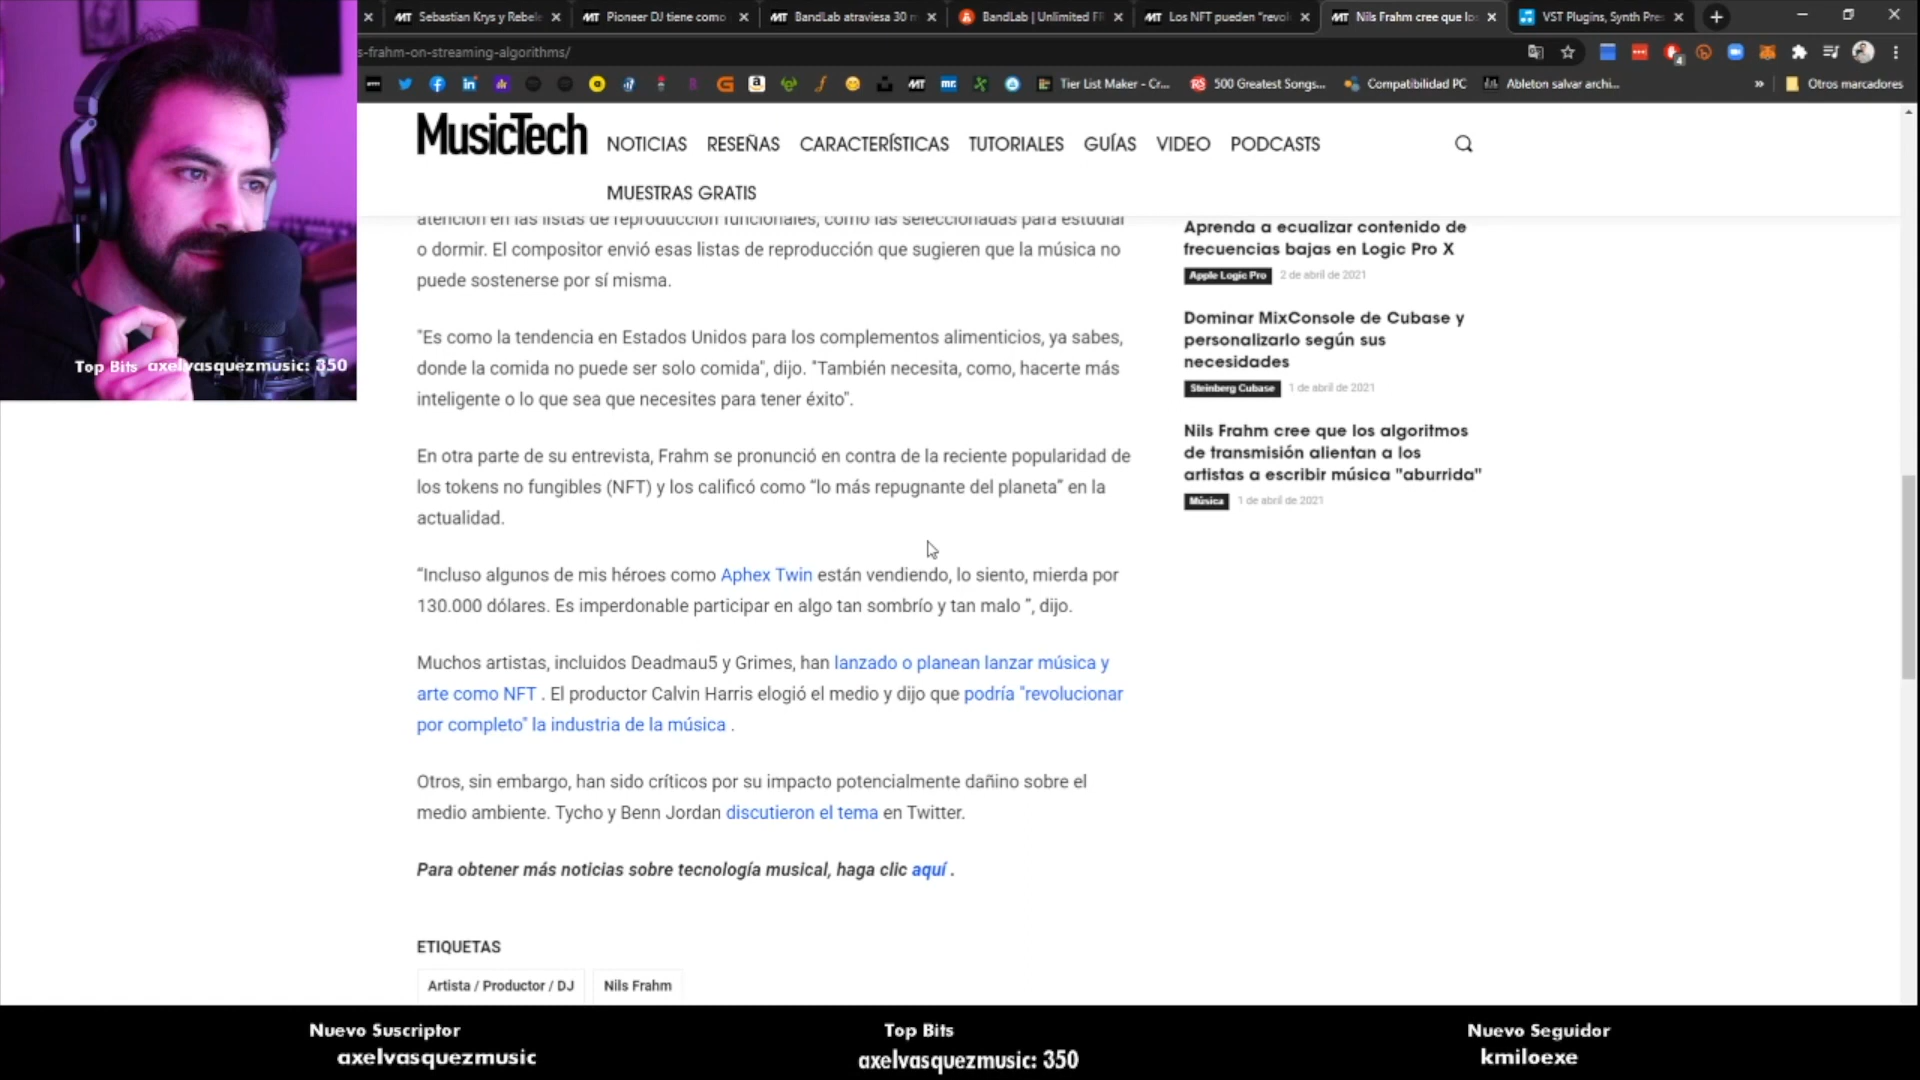 Sebastian Krys y Rebele
Pioneer DJ tiene como
BandLab atraviesa 30 m
BandLab | Unlimited FR
Los NFT pueden "revol
Nils Frahm cree que los
VST Plugins, Synth Pre
s-frahm-on-streaming-algorithms/
Tier List Maker - Cr...
500 Greatest Songs...
Compatibilidad PC
Ableton salvar archi...
Otros marcadores
MusicTech
NOTICIAS RESEÑAS CARACTERÍSTICAS TUTORIALES GUÍAS VIDEO PODCASTS
MUESTRAS GRATIS
atención en las listas de reproducción funcionales, como las seleccionadas para estudiar
o dormir. El compositor envió esas listas de reproducción que sugieren que la música no
puede sostenerse por sí misma.
"Es como la tendencia en Estados Unidos para los complementos alimenticios, ya sabes,
donde la comida no puede ser solo comida", dijo. "También necesita, como, hacerte más
inteligente o lo que sea que necesites para tener éxito".
En otra parte de su entrevista, Frahm se pronunció en contra de la reciente popularidad de
los tokens no fungibles (NFT) y los calificó como “lo más repugnante del planeta” en la
actualidad.
“Incluso algunos de mis héroes como Aphex Twin están vendiendo, lo siento, mierda por
130.000 dólares. Es imperdonable participar en algo tan sombrío y tan malo ”, dijo.
Muchos artistas, incluidos Deadmau5 y Grimes, han lanzado o planean lanzar música y
arte como NFT . El productor Calvin Harris elogió el medio y dijo que podría "revolucionar
por completo" la industria de la música .
Otros, sin embargo, han sido críticos por su impacto potencialmente dañino sobre el
medio ambiente. Tycho y Benn Jordan discutieron el tema en Twitter.
Para obtener más noticias sobre tecnología musical, haga clic aquí .
ETIQUETAS
Artista / Productor / DJ
Nils Frahm
Aprenda a ecualizar contenido de
frecuencias bajas en Logic Pro X
Apple Logic Pro 2 de abril de 2021
Dominar MixConsole de Cubase y
personalizarlo según sus
necesidades
Steinberg Cubase 1 de abril de 2021
Nils Frahm cree que los algoritmos
de transmisión alientan a los
artistas a escribir música "aburrida"
Música 1 de abril de 2021
Top Bits axelvasquezmusic: 350
Nuevo Suscriptor
axelvasquezmusic
Top Bits
axelvasquezmusic: 350
Nuevo Seguidor
kmiloexe